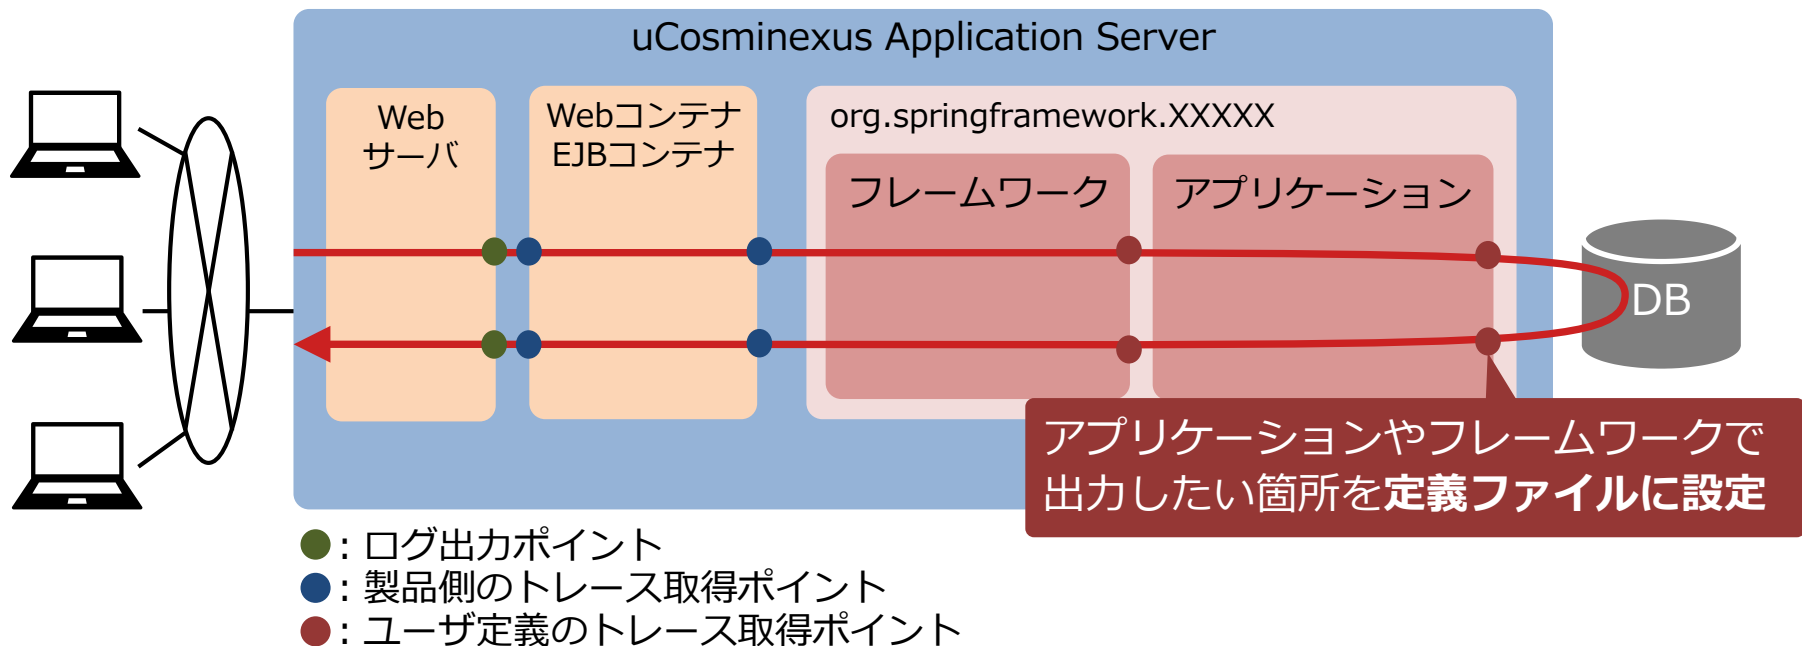 uCosminexus Application Server
Web
サーバ
Webコンテナ
EJBコンテナ
org.springframework.XXXXX
フレームワーク
アプリケーション
DB
アプリケーションやフレームワークで
出力したい箇所を定義ファイルに設定
：ログ出力ポイント
：製品側のトレース取得ポイント
：ユーザ定義のトレース取得ポイント